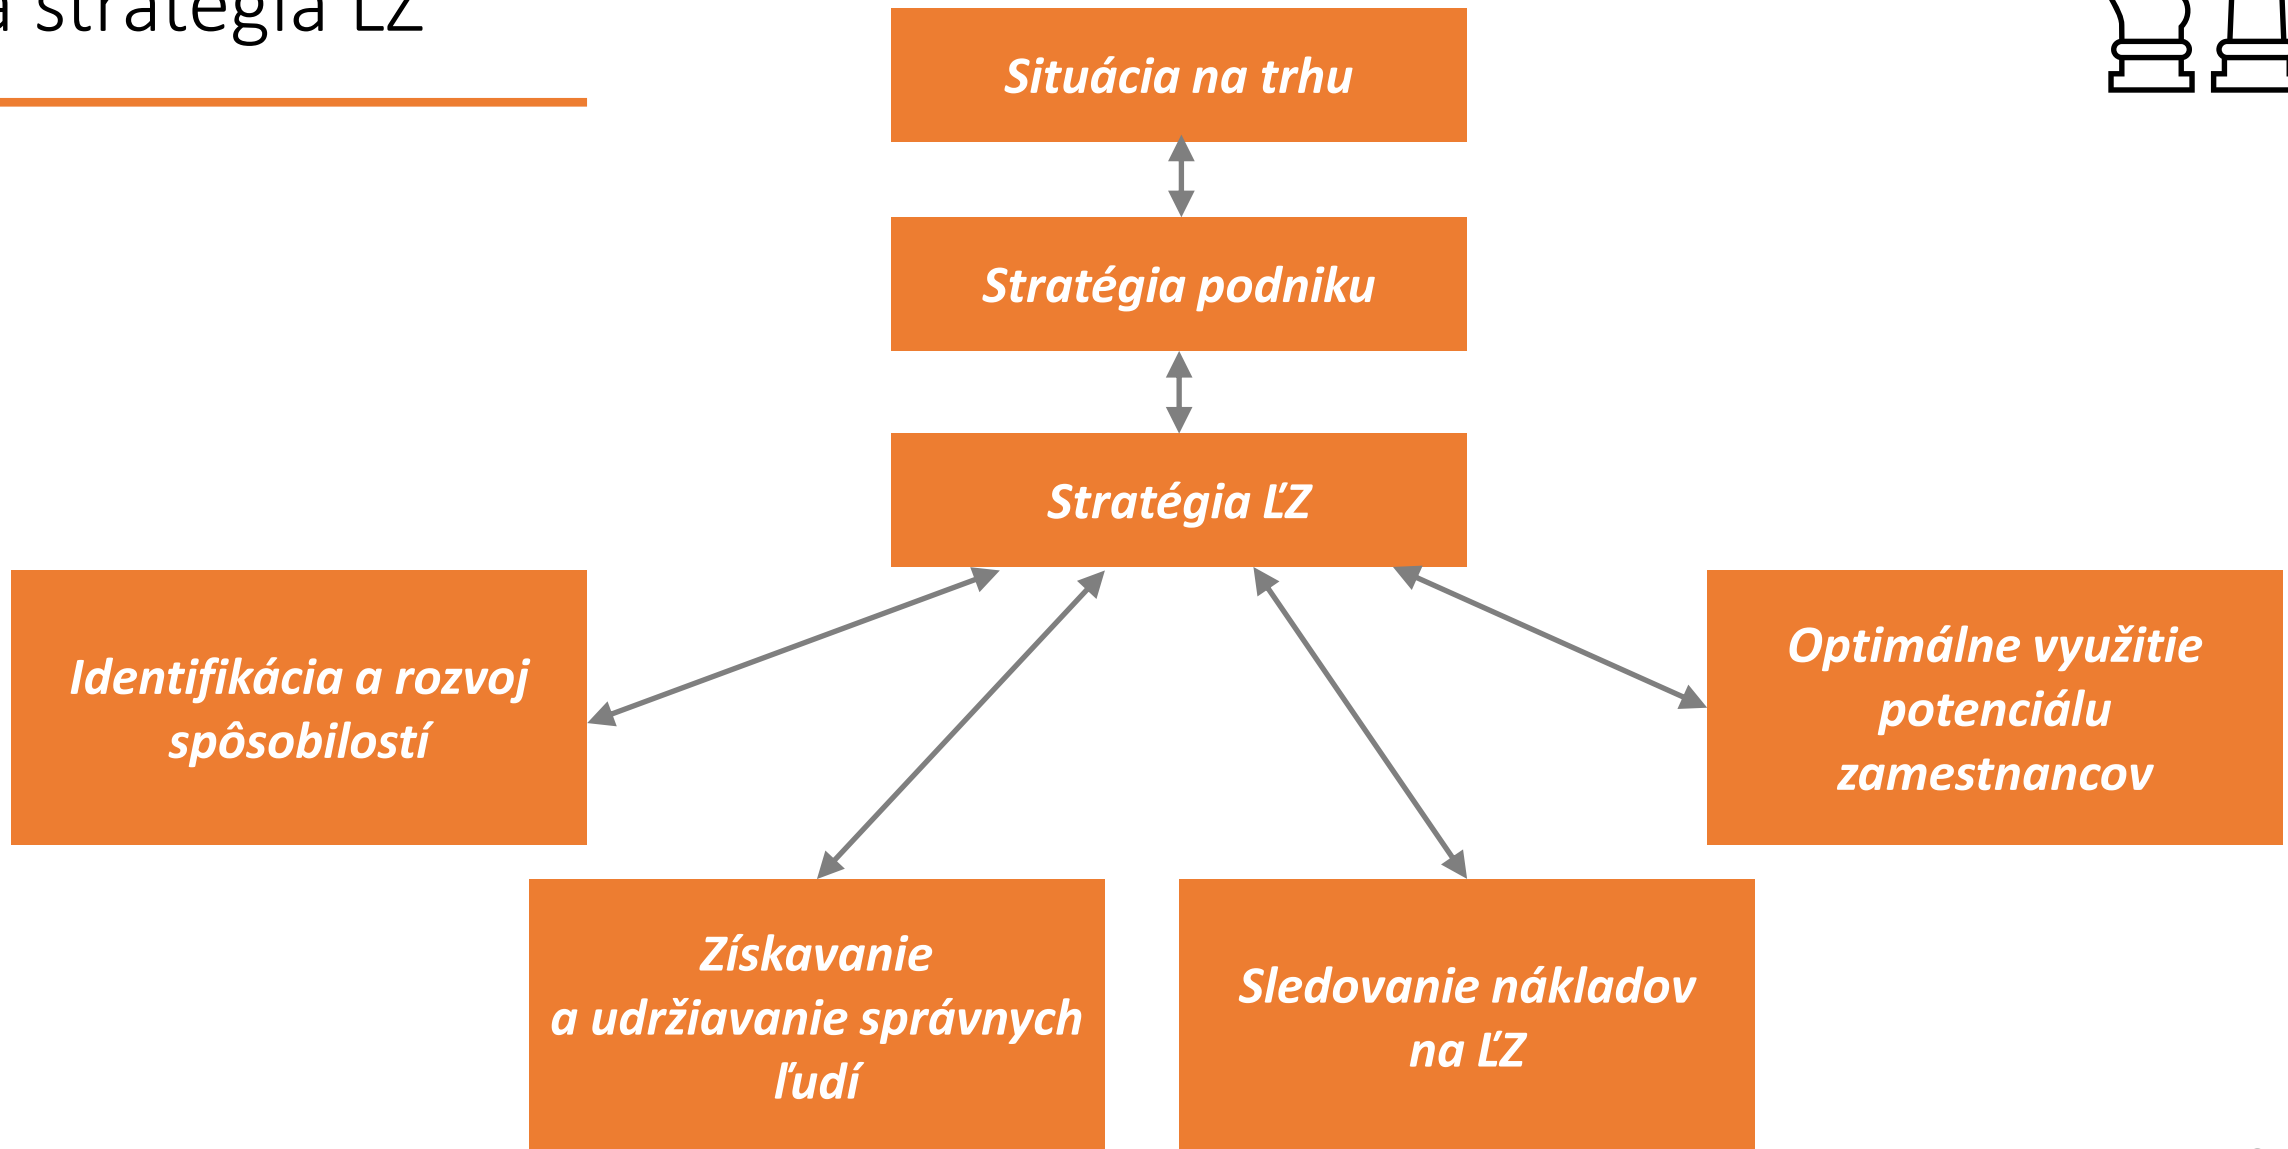 stratégia ĽZ
Situácia na trhu
Stratégia podniku
Stratégia ĽZ
Identifikácia a rozvoj
spôsobilostí
Optimálne využitie
potenciálu
zamestnancov
Získavanie
a udržiavanie správnych
ľudí
Sledovanie nákladov
na ĽZ